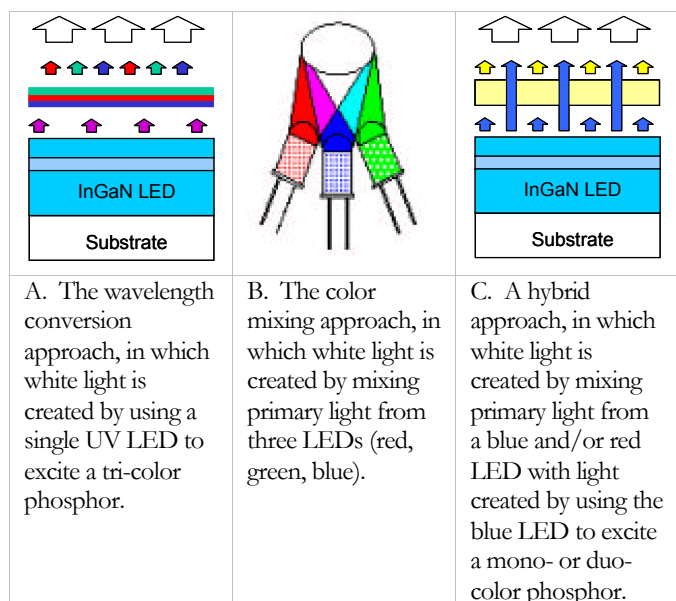 InGaN LED
Substrate
InGaN LED
Substrate
A. The wavelength
conversion
approach, in which
white light is
created by using a
single UV LED to
excite a tri-color
phosphor.
B. The color
mixing approach, in
which white light is
created by mixing
primary light from
three LEDs (red,
green, blue).
C. A hybrid
approach, in which
white light is
created by mixing
primary light from
a blue and/or red
LED with light
created by using the
blue LED to excite
a mono- or duo-
color phosphor.